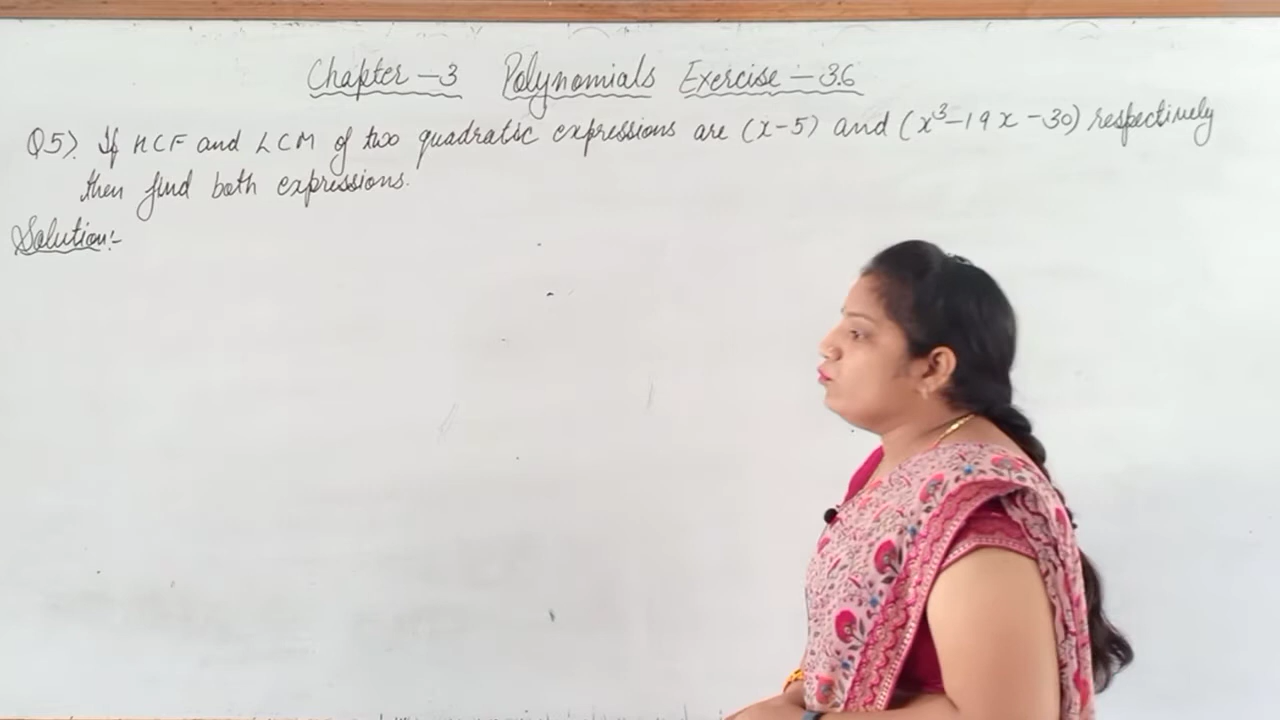 Chapter -3 Polynomials Exercise - 3.6
Q5). If HCF and LCM of two quadratic expressions are (x-5) and (x³-19x-30) respectively
then find both expressions.
Solution:-